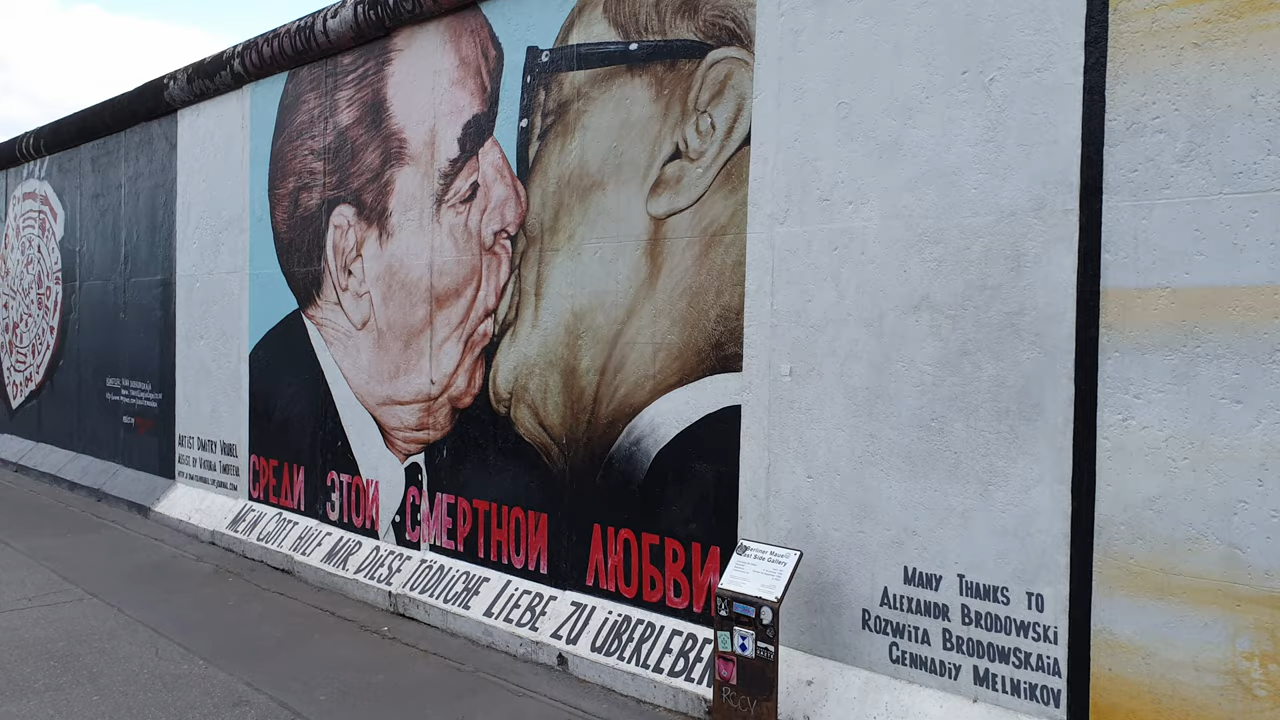 ARTIST DMITRY VRUBEL
ASSIST BY VIKTORIA TIMOFEEVA
СРЕДИ ЭТОЙ СМЕРТНОЙ ЛЮБВИ
MEIN GOTT HILF MIR, DIESE TÖDLICHE LIEBE ZU ÜBERLEBEN
Berliner Mauer
East Side Gallery
MANY THANKS TO
ALEXANDR BRODOWSKI
ROZWITA BRODOWSKAIA
GENNADIY MELNIKOV